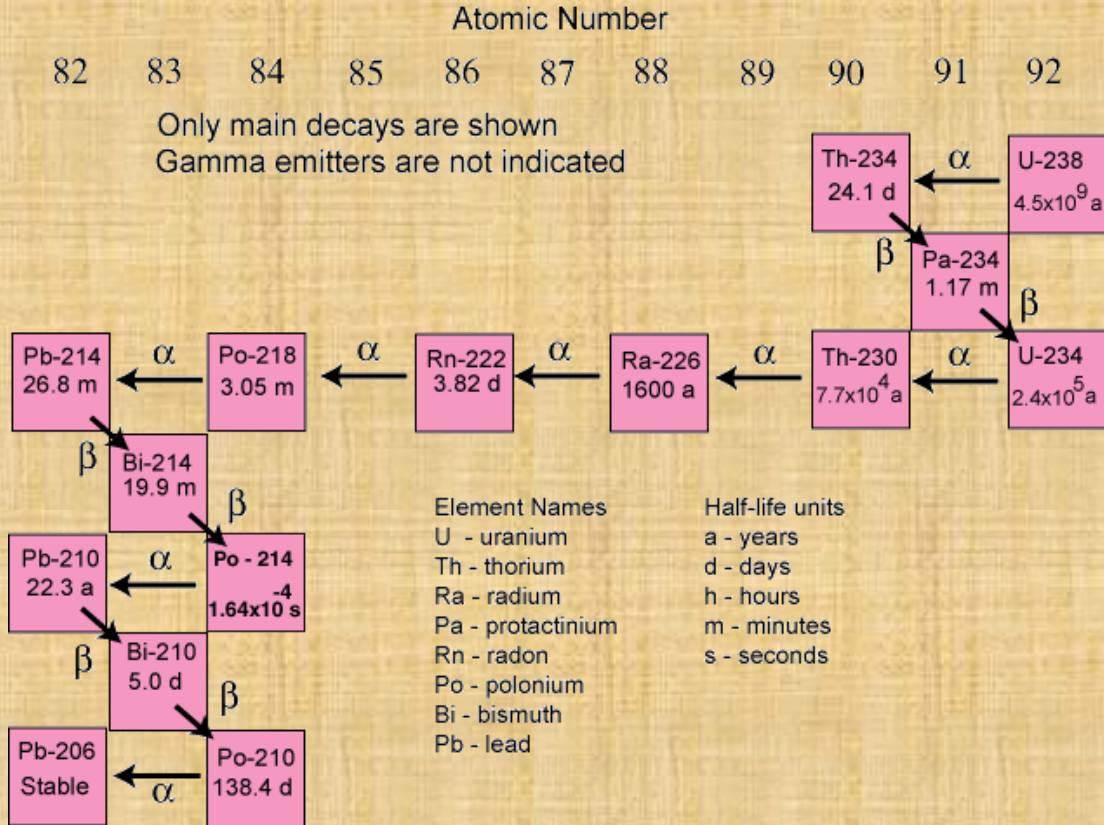 Atomic Number
82 83 84 85 86 87 88 89 90 91 92
Only main decays are shown
Gamma emitters are not indicated
Th-234
24.1 d
α
U-238
4.5x10⁹ a
β
Pa-234
1.17 m
β
Pb-214
26.8 m
α
Po-218
3.05 m
α
Rn-222
3.82 d
α
Ra-226
1600 a
α
Th-230
7.7x10⁴ a
α
U-234
2.4x10⁵ a
β
Bi-214
19.9 m
β
Pb-210
22.3 a
α
Po - 214
1.64x10⁻⁴ s
β
Bi-210
5.0 d
β
Pb-206
Stable
α
Po-210
138.4 d
Element Names
U - uranium
Th - thorium
Ra - radium
Pa - protactinium
Rn - radon
Po - polonium
Bi - bismuth
Pb - lead
Half-life units
a - years
d - days
h - hours
m - minutes
s - seconds